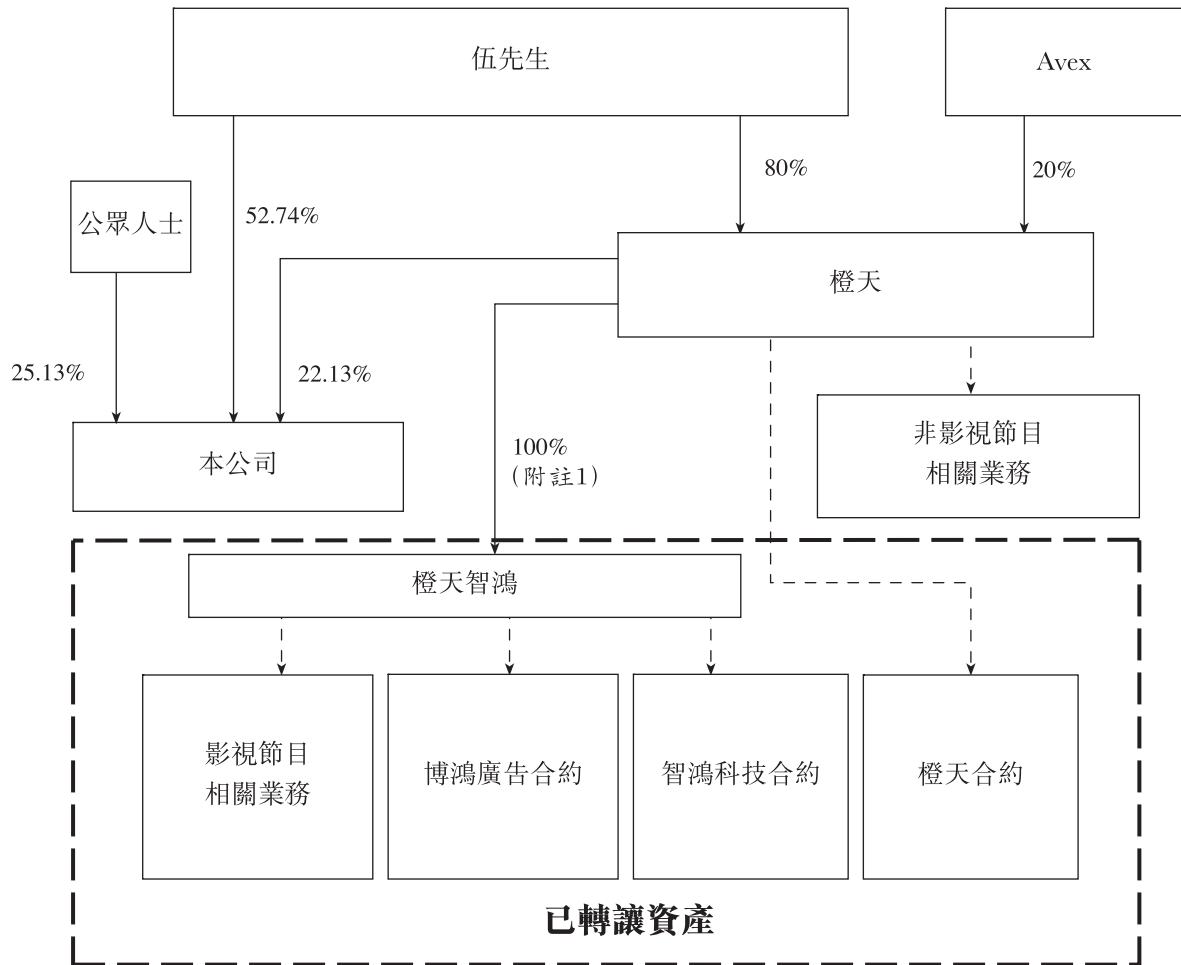 伍先生
Avex
80%
20%
公眾人士
52.74%
橙天
25.13%
22.13%
非影視節目
相關業務
本公司
100%
(附註1)
橙天智鴻
影視節目
相關業務
博鴻廣告合約
智鴻科技合約
橙天合約
已轉讓資產